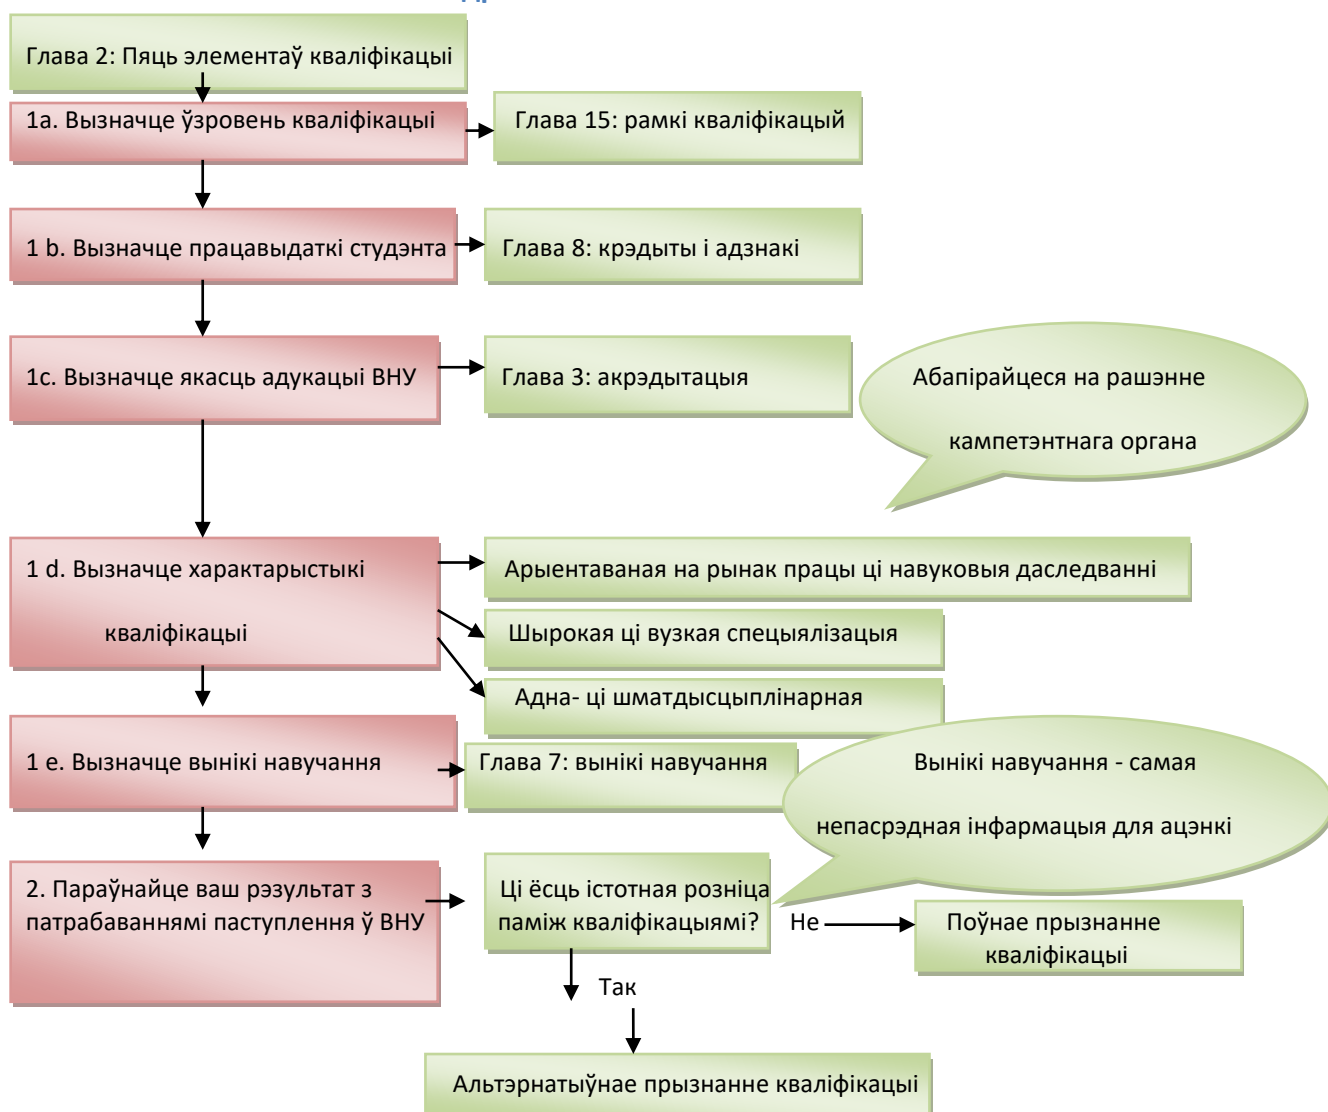 Глава 2: Пяць элементаў кваліфікацыі
1а. Вызначце ўзровень кваліфікацыі
Глава 15: рамкі кваліфікацый
1 b. Вызначце працавыдаткі студэнта
Глава 8: крэдыты і адзнакі
1с. Вызначце якасць адукацыі ВНУ
Глава 3: акрэдытацыя
Абапірайцеся на рашэнне
кампетэнтнага органа
1 d. Вызначце характарыстыкі
кваліфікацыі
Арыентаваная на рынак працы ці навуковыя даследванні
Шырокая ці вузкая спецыялізацыя
Адна- ці шматдысцыплінарная
1 е. Вызначце вынікі навучання
Глава 7: вынікі навучання
Вынікі навучання - самая
непасрэдная інфармацыя для ацэнкі
2. Параўнайце ваш рэзультат з
патрабаваннямі паступлення ў ВНУ
Ці ёсць істотная розніца
паміж кваліфікацыямі?
Не
Поўнае прызнанне
кваліфікацыі
Так
Альтэрнатыўнае прызнанне кваліфікацыі